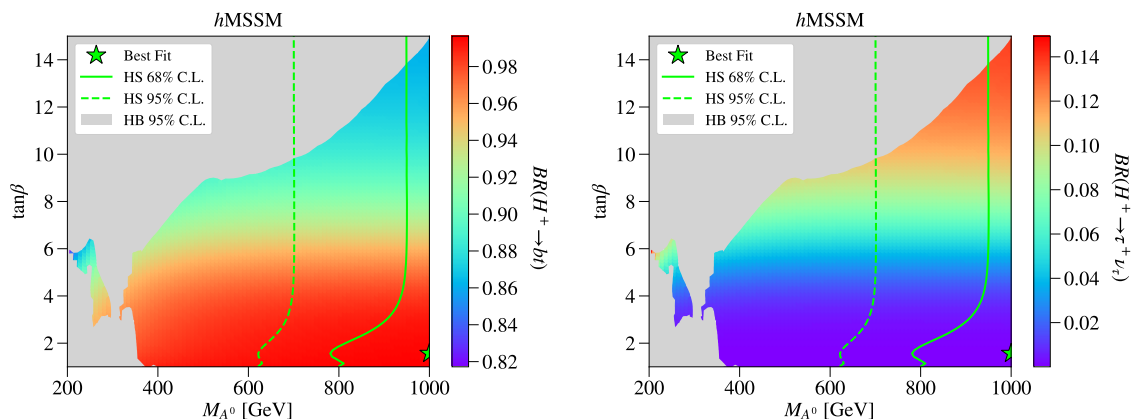 hMSSM
Best Fit
HS 68% C.L.
HS 95% C.L.
HB 95% C.L.
14
12
10
8
6
4
2
tanβ
200 400 600 800 1000
M_{A^0} [GeV]
0.98
0.96
0.94
0.92
0.90
0.88
0.86
0.84
0.82
BR(H^+→bt)
hMSSM
Best Fit
HS 68% C.L.
HS 95% C.L.
HB 95% C.L.
14
12
10
8
6
4
2
tanβ
200 400 600 800 1000
M_{A^0} [GeV]
0.14
0.12
0.10
0.08
0.06
0.04
0.02
BR(H^+→τ^+ν_τ)